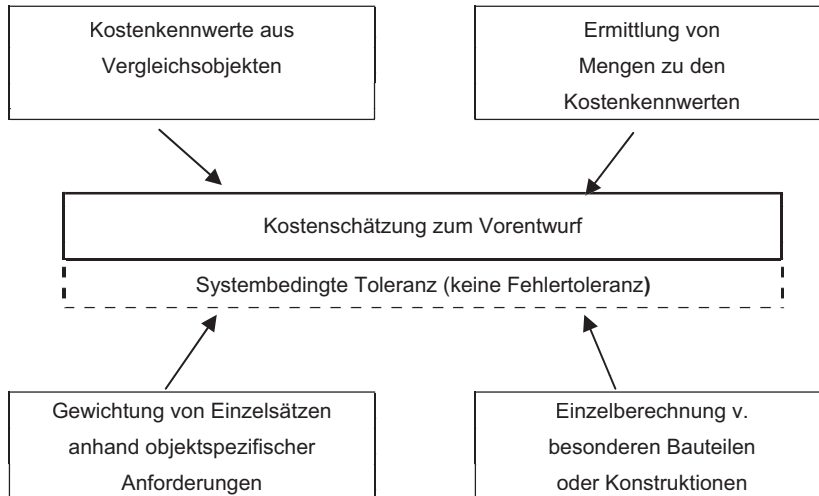 Kostenkennwerte aus
Vergleichsobjekten
Ermittlung von
Mengen zu den
Kostenkennwerten
Kostenschätzung zum Vorentwurf
Systembedingte Toleranz (keine Fehlertoleranz)
Gewichtung von Einzelsätzen
anhand objektspezifischer
Anforderungen
Einzelberechnung v.
besonderen Bauteilen
oder Konstruktionen